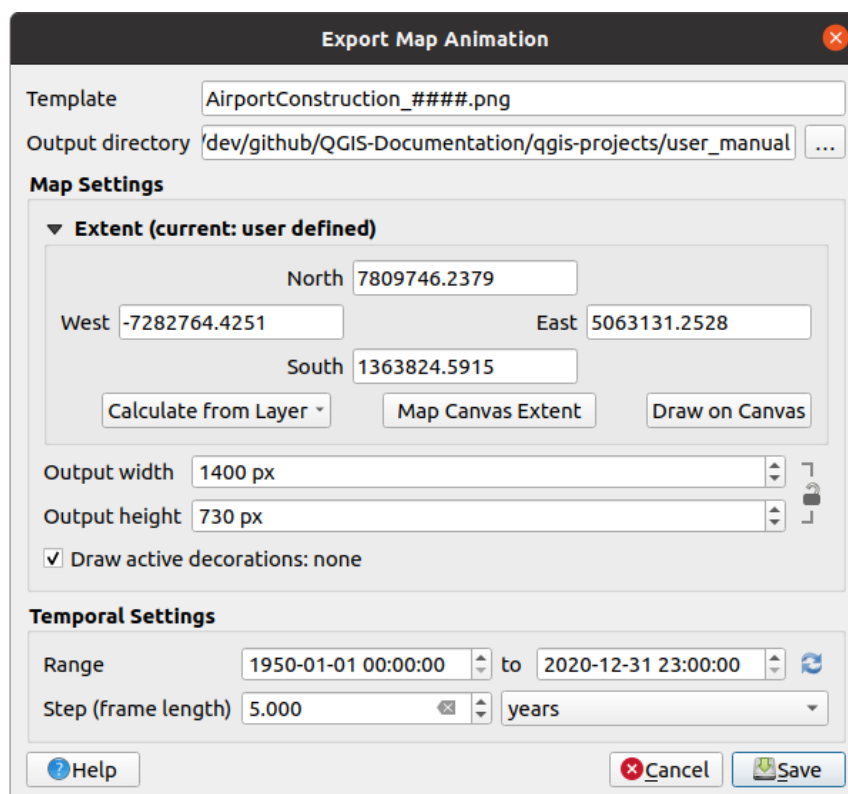 Export Map Animation
Template AirportConstruction_####.png
Output directory /dev/github/QGIS-Documentation/qgis-projects/user_manual ...
Map Settings
Extent (current: user defined)
North 7809746.2379
West -7282764.4251 East 5063131.2528
South 1363824.5915
Calculate from Layer Map Canvas Extent Draw on Canvas
Output width 1400 px
Output height 730 px
Draw active decorations: none
Temporal Settings
Range 1950-01-01 00:00:00 to 2020-12-31 23:00:00
Step (frame length) 5.000 years
Help Cancel Save